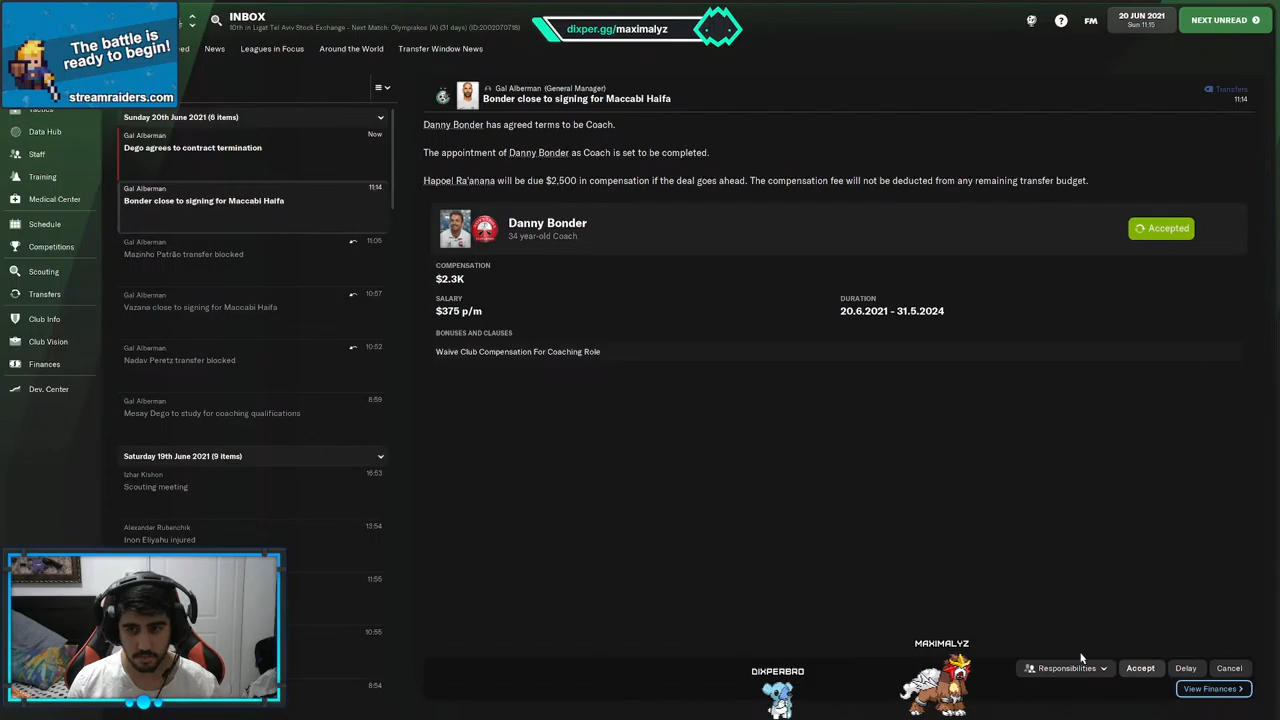 The battle is
ready to begin!
streamraiders.com
INBOX
10th in Ligat Tel Aviv Stock Exchange - Next Match: Olympiakos (A) (31 days) (ID:2002070718)
dixper.gg/maximalyz
FM
20 JUN 2021
Sun 11:15
NEXT UNREAD
News
Leagues in Focus
Around the World
Transfer Window News
Tactics
Data Hub
Staff
Training
Medical Center
Schedule
Competitions
Scouting
Transfers
Club Info
Club Vision
Finances
Dev. Center
Sunday 20th June 2021 (6 items)
Gal Alberman
Now
Dego agrees to contract termination
Gal Alberman
11:14
Bonder close to signing for Maccabi Haifa
Gal Alberman
11:05
Mazinho Patrão transfer blocked
Gal Alberman
10:57
Vazana close to signing for Maccabi Haifa
Gal Alberman
10:52
Nadav Peretz transfer blocked
Gal Alberman
8:59
Mesay Dego to study for coaching qualifications
Saturday 19th June 2021 (9 items)
Izhar Kishon
16:53
Scouting meeting
Alexander Rubenchik
13:54
Inon Eliyahu injured
11:55
10:55
8:54
Gal Alberman (General Manager)
Bonder close to signing for Maccabi Haifa
Transfers
11:14
Danny Bonder has agreed terms to be Coach.
The appointment of Danny Bonder as Coach is set to be completed.
Hapoel Ra'anana will be due $2,500 in compensation if the deal goes ahead. The compensation fee will not be deducted from any remaining transfer budget.
Danny Bonder
34 year-old Coach
Accepted
COMPENSATION
$2.3K
SALARY
$375 p/m
DURATION
20.6.2021 - 31.5.2024
BONUSES AND CLAUSES
Waive Club Compensation For Coaching Role
MAXIMALYZ
DIXPERBRO
Responsibilities
Accept
Delay
Cancel
View Finances